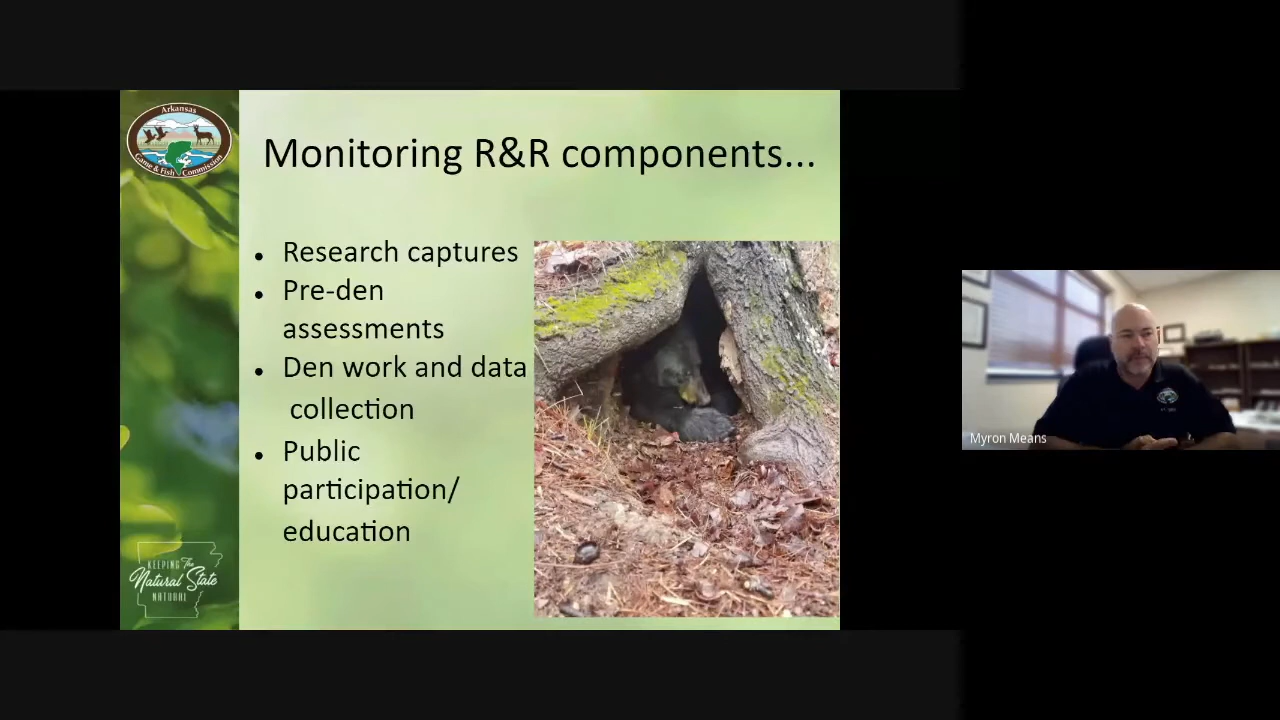 Arkansas
Game & Fish Commission
Monitoring R&R components...
Research captures
Pre-den
assessments
Den work and data
collection
Public
participation/
education
KEEPING The
Natural State
NATURAL
Myron Means